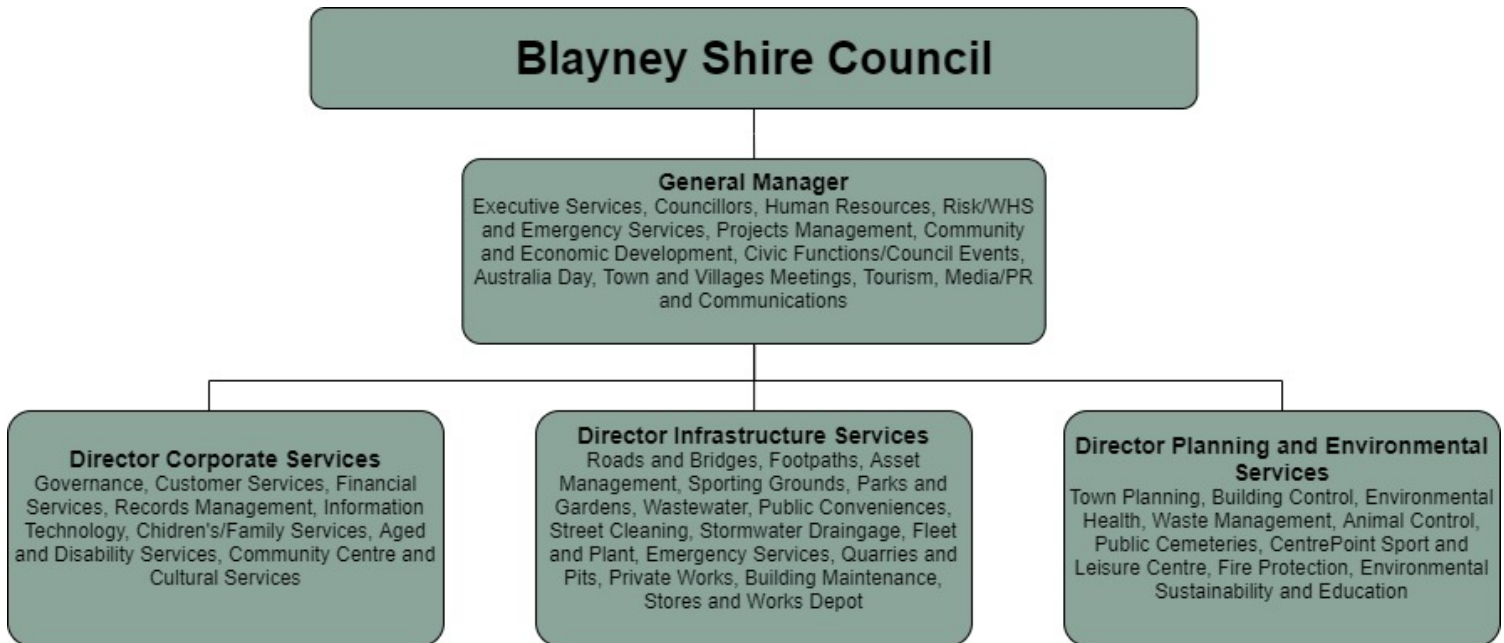 Blayney Shire Council
General Manager
Executive Services, Councillors, Human Resources, Risk/WHS
and Emergency Services, Projects Management, Community
and Economic Development, Civic Functions/Council Events,
Australia Day, Town and Villages Meetings, Tourism, Media/PR
and Communications
Director Corporate Services
Governance, Customer Services, Financial
Services, Records Management, Information
Technology, Chidren's/Family Services, Aged
and Disability Services, Community Centre and
Cultural Services
Director Infrastructure Services
Roads and Bridges, Footpaths, Asset
Management, Sporting Grounds, Parks and
Gardens, Wastewater, Public Conveniences,
Street Cleaning, Stormwater Draingage, Fleet
and Plant, Emergency Services, Quarries and
Pits, Private Works, Building Maintenance,
Stores and Works Depot
Director Planning and Environmental
Services
Town Planning, Building Control, Environmental
Health, Waste Management, Animal Control,
Public Cemeteries, CentrePoint Sport and
Leisure Centre, Fire Protection, Environmental
Sustainability and Education